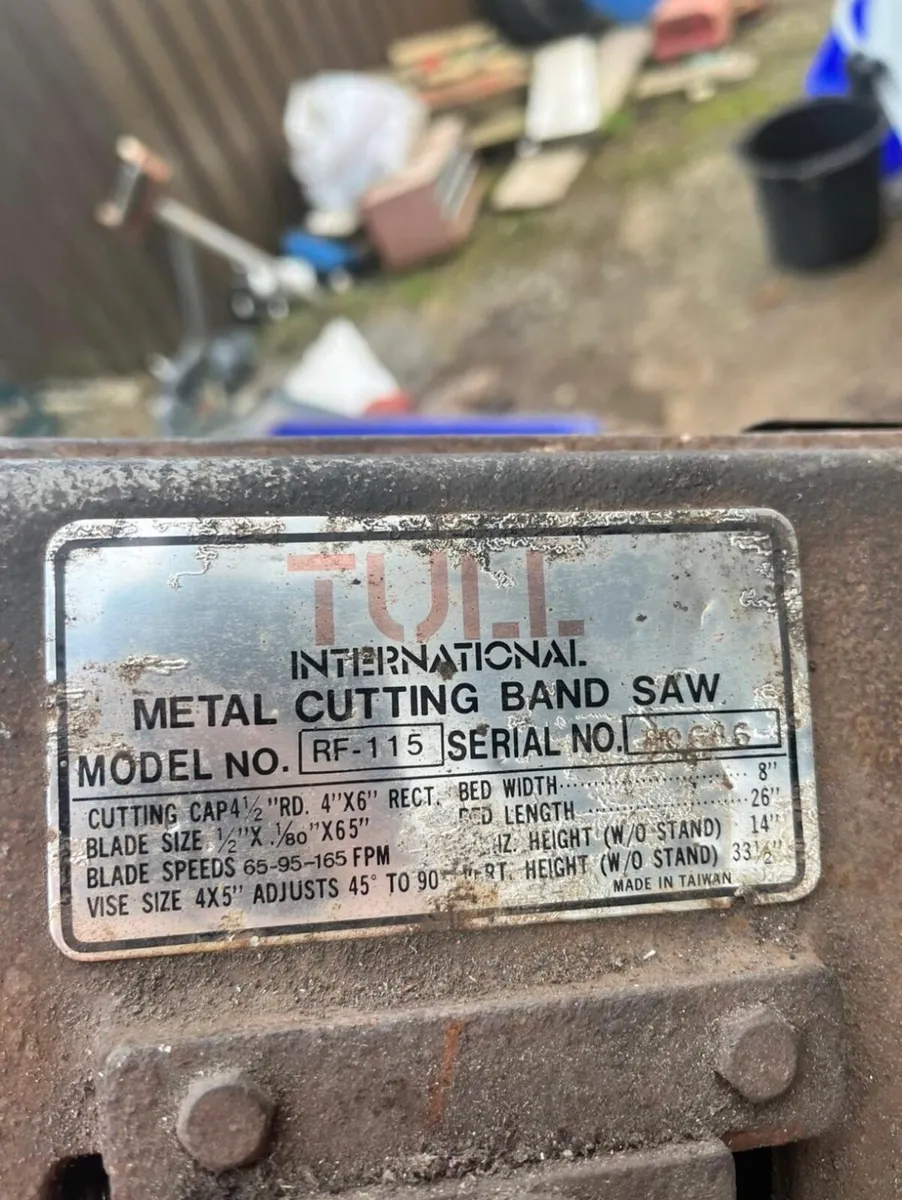 TULL
INTERNATIONAL
METAL CUTTING BAND SAW
MODEL NO. RF-115 SERIAL NO.
CUTTING CAP 4½"RD. 4"X6" RECT. BED WIDTH 8"
BLADE SIZE ½"X .1/80"X65" LENGTH 26"
BLADE SPEEDS 65-95-165 FPM HEIGHT (W/O STAND) 14"
VISE SIZE 4X5" ADJUSTS 45° TO 90 HEIGHT (W/O STAND) 33½"
MADE IN TAIWAN